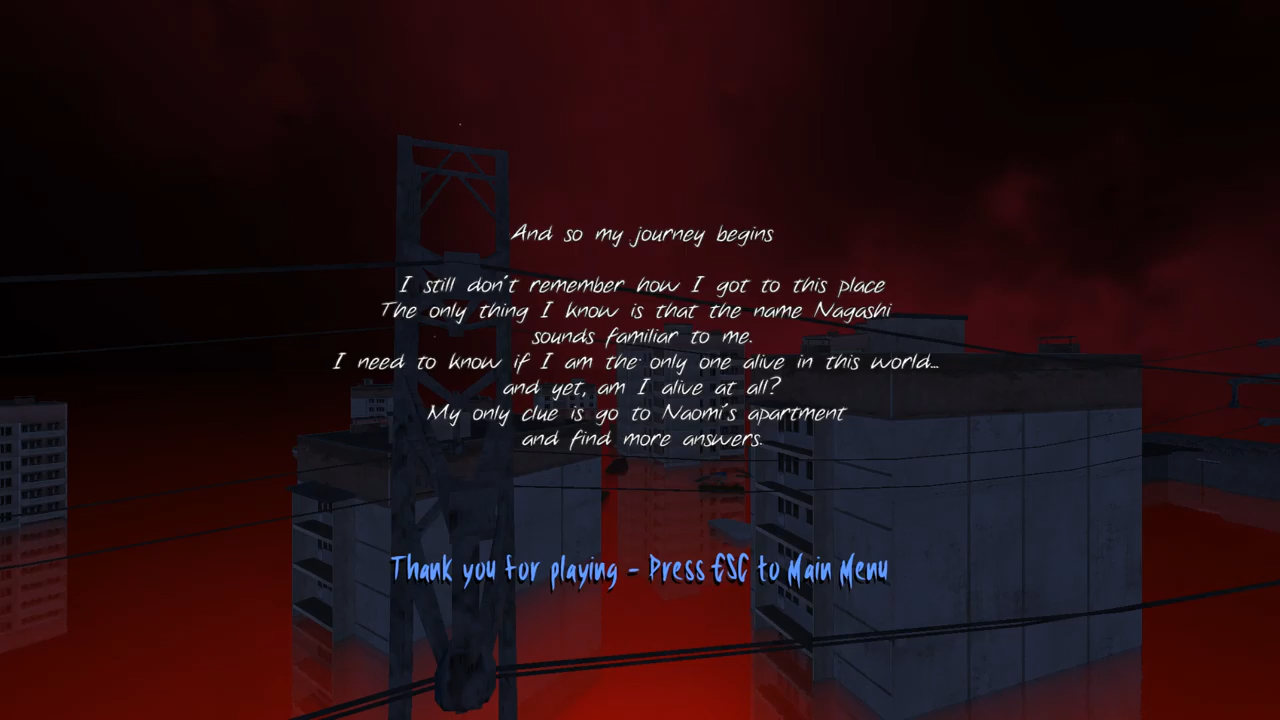 And so my journey begins
I still don't remember how I got to this place
The only thing I know is that the name Nagashi
sounds familiar to me.
I need to know if I am the only one alive in this world...
and yet, am I alive at all?
My only clue is go to Naomi's apartment
and find more answers.
Thank you for playing - Press ESC to Main Menu